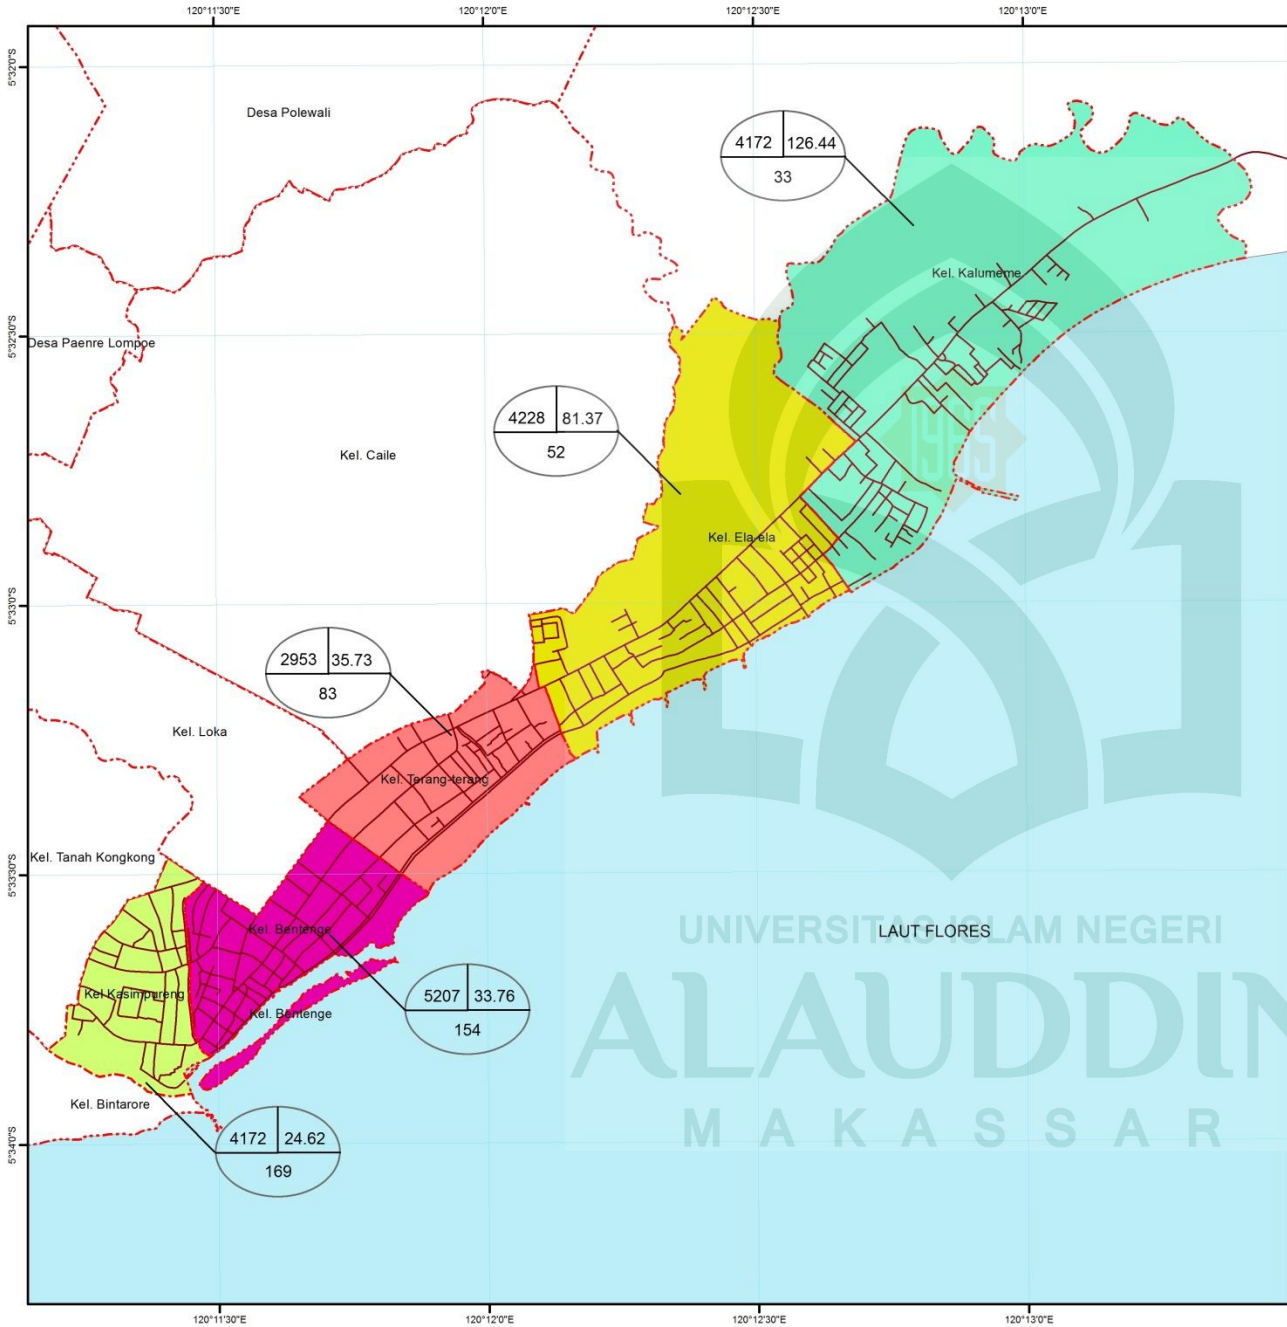 120°11'30"E
120°12'0"E
120°12'30"E
120°13'0"E
5°32'0"S
Desa Polewali
4172
126.44
33
Kel. Kalumeme
5°32'30"S
Desa Paenre Lompoe
4228
81.37
52
Kel. Caile
Kel. Ela-ela
5°33'0"S
2953
35.73
83
Kel. Loka
Kel. Terang-terang
Kel. Tanah Kongkong
5°33'30"S
Kel. Bentenge
UNIVERSITAS ISLAM NEGERI
LAUT FLORES
Kel Kasimpureng
5207
33.76
154
Kel. Bentenge
ALAUDDIN
Kel. Bintarore
MAKASSAR
4172
24.62
169
5°34'0"S
120°11'30"E
120°12'0"E
120°12'30"E
120°13'0"E